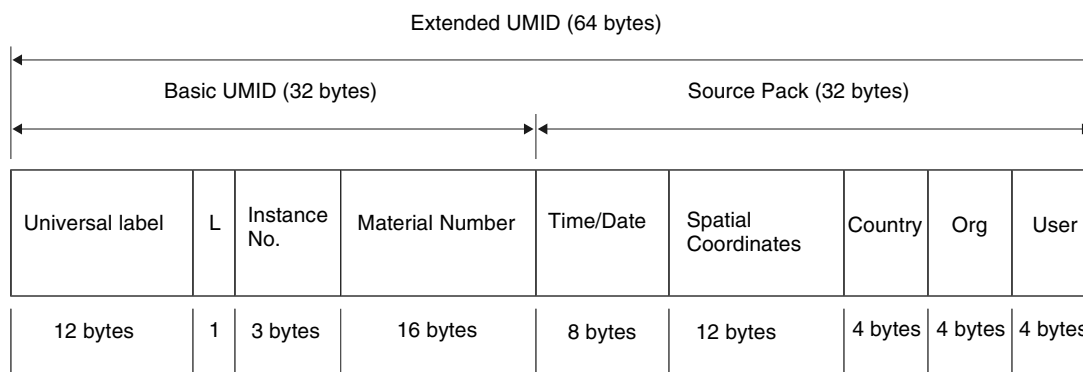 Extended UMID (64 bytes)
Basic UMID (32 bytes)
Source Pack (32 bytes)
Universal label
L
Instance
No.
Material Number
Time/Date
Spatial
Coordinates
Country
Org
User
12 bytes
1
3 bytes
16 bytes
8 bytes
12 bytes
4 bytes
4 bytes
4 bytes